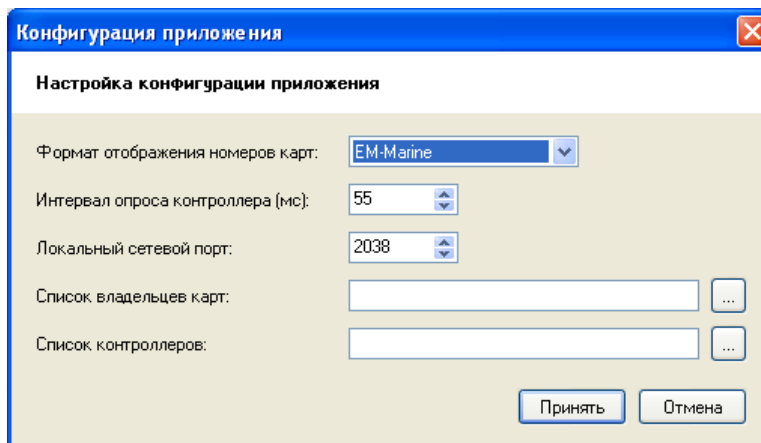 Конфигурация приложения
Настройка конфигурации приложения
Формат отображения номеров карт: EM-Marine
Интервал опроса контроллера (мс): 55
Локальный сетевой порт: 2038
Список владельцев карт: ...
Список контроллеров: ...
Принять Отмена